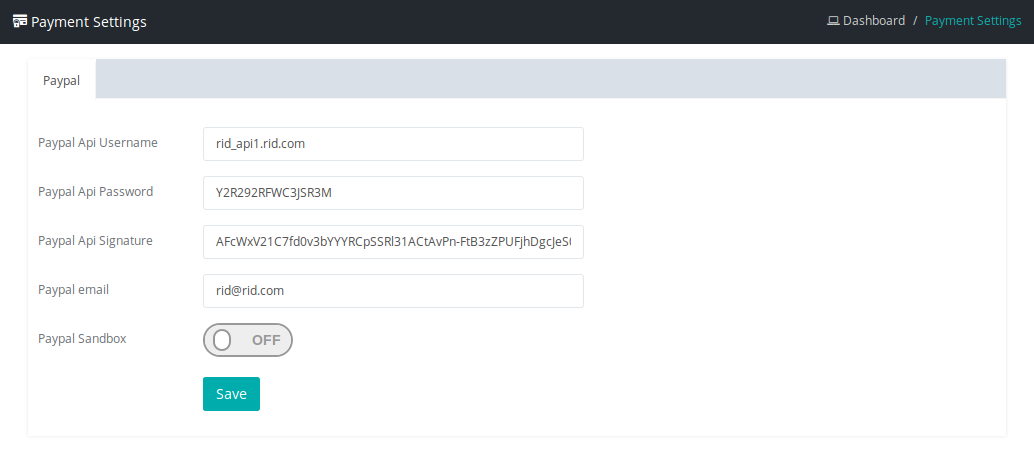 Payment Settings
Dashboard / Payment Settings
Paypal
Paypal Api Username
rid_api1.rid.com
Paypal Api Password
Y2R292RFWC3JSR3M
Paypal Api Signature
AFcWxV21C7fd0v3bYYYRCpSSRl31ACtAvPn-FtB3zZPUFjhDgcJeS
Paypal email
rid@rid.com
Paypal Sandbox
OFF
Save